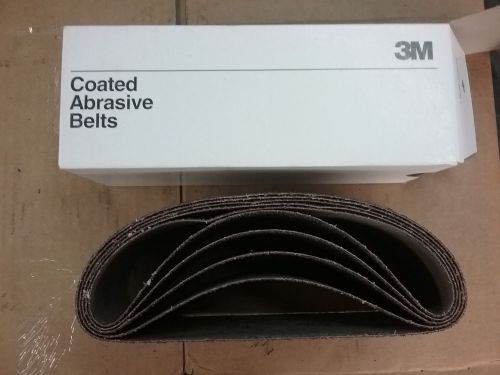 3M
Coated
Abrasive
Belts